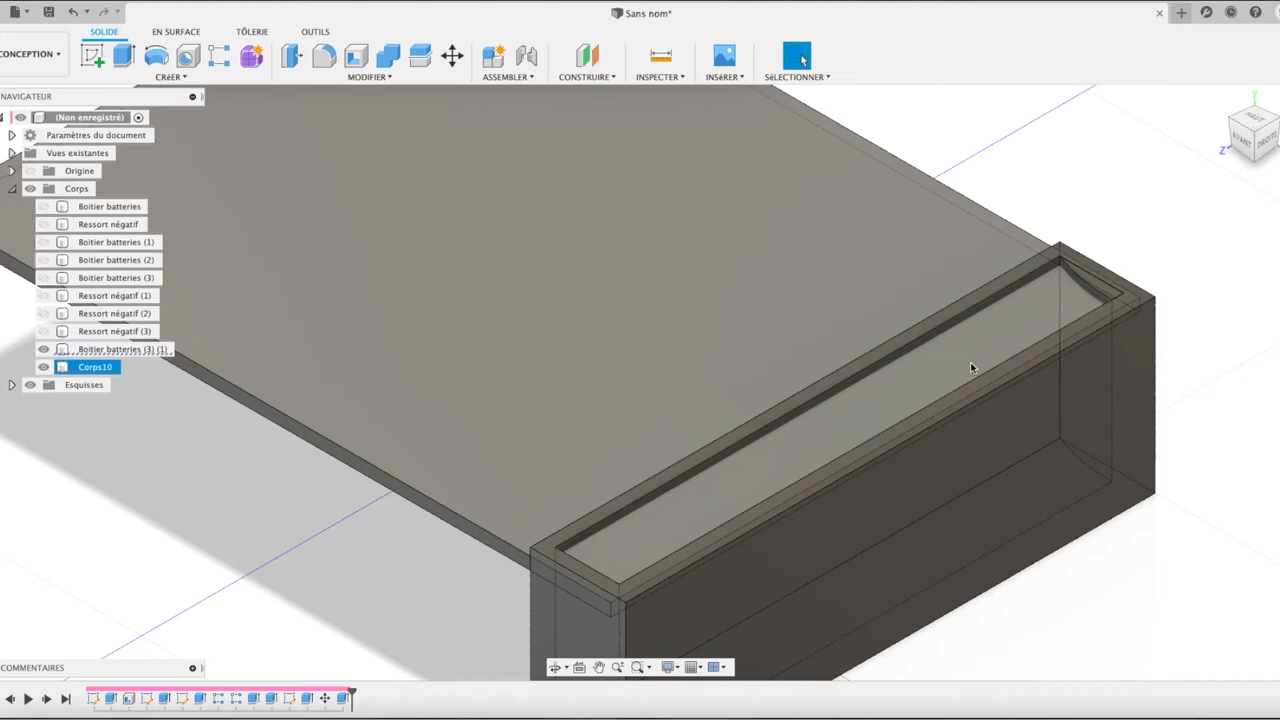 Sans nom*
CONCEPTION
SOLIDE
EN SURFACE
TÔLERIE
OUTILS
CRéER
MODIFIER
ASSEMBLER
CONSTRUIRE
INSPECTER
INSÉRER
SéLECTIONNER
NAVIGATEUR
(Non enregistré)
Paramètres du document
Vues existantes
Origine
Corps
Boitier batteries
Ressort négatif
Boitier batteries (1)
Boitier batteries (2)
Boitier batteries (3)
Ressort négatif (1)
Ressort négatif (2)
Ressort négatif (3)
Boitier batteries (3) (1)
Corps10
Esquisses
Y
HAUT
AVANT
DROITE
Z
COMMENTAIRES